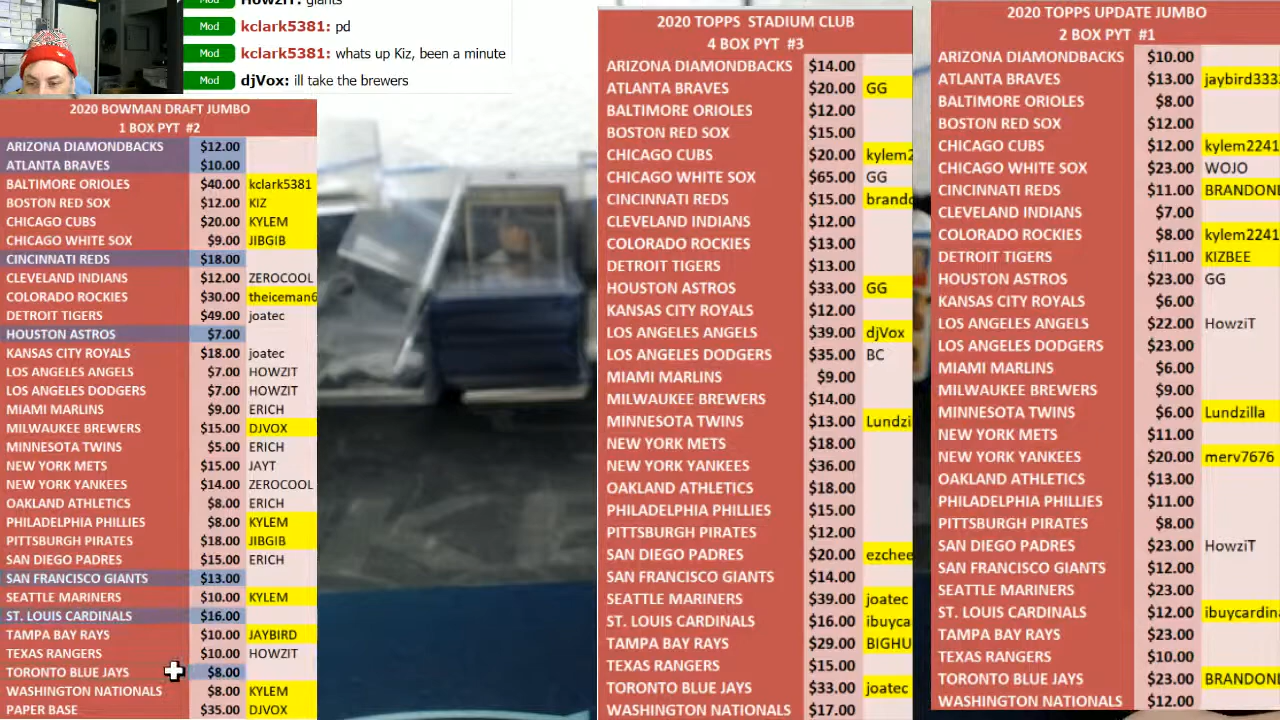 Mod HowziT: giants
Mod kclark5381: pd
Mod kclark5381: whats up Kiz, been a minute
Mod djVox: ill take the brewers
2020 BOWMAN DRAFT JUMBO
1 BOX PYT #2
ARIZONA DIAMONDBACKS $12.00
ATLANTA BRAVES $10.00
BALTIMORE ORIOLES $40.00 kclark5381
BOSTON RED SOX $12.00 KIZ
CHICAGO CUBS $20.00 KYLEM
CHICAGO WHITE SOX $9.00 JIBGIB
CINCINNATI REDS $18.00
CLEVELAND INDIANS $12.00 ZEROCOOL
COLORADO ROCKIES $30.00 theiceman6
DETROIT TIGERS $49.00 joatec
HOUSTON ASTROS $7.00
KANSAS CITY ROYALS $18.00 joatec
LOS ANGELES ANGELS $7.00 HOWZIT
LOS ANGELES DODGERS $7.00 HOWZIT
MIAMI MARLINS $9.00 ERICH
MILWAUKEE BREWERS $15.00 DJVOX
MINNESOTA TWINS $5.00 ERICH
NEW YORK METS $15.00 JAYT
NEW YORK YANKEES $14.00 ZEROCOOL
OAKLAND ATHLETICS $8.00 ERICH
PHILADELPHIA PHILLIES $8.00 KYLEM
PITTSBURGH PIRATES $18.00 JIBGIB
SAN DIEGO PADRES $15.00 ERICH
SAN FRANCISCO GIANTS $13.00
SEATTLE MARINERS $10.00 KYLEM
ST. LOUIS CARDINALS $16.00
TAMPA BAY RAYS $10.00 JAYBIRD
TEXAS RANGERS $10.00 HOWZIT
TORONTO BLUE JAYS $8.00
WASHINGTON NATIONALS $8.00 KYLEM
PAPER BASE $35.00 DJVOX
2020 TOPPS STADIUM CLUB
4 BOX PYT #3
ARIZONA DIAMONDBACKS $14.00
ATLANTA BRAVES $20.00 GG
BALTIMORE ORIOLES $12.00
BOSTON RED SOX $15.00
CHICAGO CUBS $20.00 kylem2
CHICAGO WHITE SOX $65.00 GG
CINCINNATI REDS $15.00 brando
CLEVELAND INDIANS $12.00
COLORADO ROCKIES $13.00
DETROIT TIGERS $13.00
HOUSTON ASTROS $33.00 GG
KANSAS CITY ROYALS $12.00
LOS ANGELES ANGELS $39.00 djVox
LOS ANGELES DODGERS $35.00 BC
MIAMI MARLINS $9.00
MILWAUKEE BREWERS $14.00
MINNESOTA TWINS $13.00 Lundzi
NEW YORK METS $18.00
NEW YORK YANKEES $36.00
OAKLAND ATHLETICS $18.00
PHILADELPHIA PHILLIES $15.00
PITTSBURGH PIRATES $12.00
SAN DIEGO PADRES $20.00 ezchee
SAN FRANCISCO GIANTS $14.00
SEATTLE MARINERS $39.00 joatec
ST. LOUIS CARDINALS $16.00 ibuyca
TAMPA BAY RAYS $29.00 BIGHU
TEXAS RANGERS $15.00
TORONTO BLUE JAYS $33.00 joatec
WASHINGTON NATIONALS $17.00
2020 TOPPS UPDATE JUMBO
2 BOX PYT #1
ARIZONA DIAMONDBACKS $10.00
ATLANTA BRAVES $13.00 jaybird333
BALTIMORE ORIOLES $8.00
BOSTON RED SOX $12.00
CHICAGO CUBS $12.00 kylem2241
CHICAGO WHITE SOX $23.00 WOJO
CINCINNATI REDS $11.00 BRANDON
CLEVELAND INDIANS $7.00
COLORADO ROCKIES $8.00 kylem2241
DETROIT TIGERS $11.00 KIZBEE
HOUSTON ASTROS $23.00 GG
KANSAS CITY ROYALS $6.00
LOS ANGELES ANGELS $22.00 HowziT
LOS ANGELES DODGERS $23.00
MIAMI MARLINS $6.00
MILWAUKEE BREWERS $9.00
MINNESOTA TWINS $6.00 Lundzilla
NEW YORK METS $11.00
NEW YORK YANKEES $20.00 merv7676
OAKLAND ATHLETICS $13.00
PHILADELPHIA PHILLIES $11.00
PITTSBURGH PIRATES $8.00
SAN DIEGO PADRES $23.00 HowziT
SAN FRANCISCO GIANTS $12.00
SEATTLE MARINERS $23.00
ST. LOUIS CARDINALS $12.00 ibuycardin
TAMPA BAY RAYS $23.00
TEXAS RANGERS $10.00
TORONTO BLUE JAYS $23.00 BRANDON
WASHINGTON NATIONALS $12.00